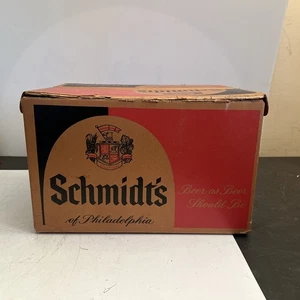 Schmidt's
of Philadelphia
Beer as Beer
Should Be